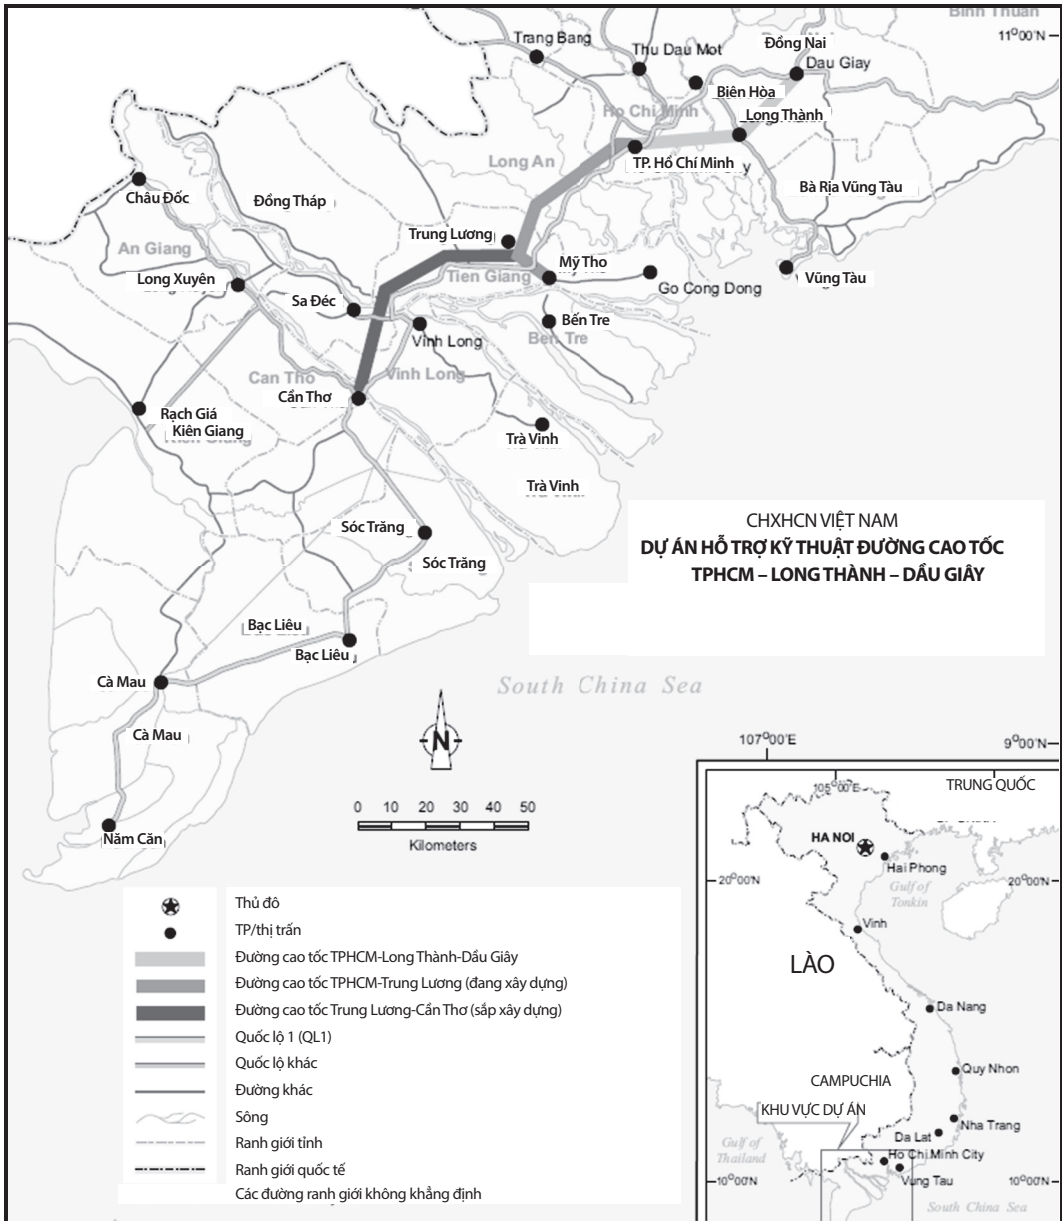 Binh Thuan
11°00'N
Trang Bang
Thu Dau Mot
Đồng Nai
Dau Giay
Biên Hòa
Ho Chi Minh
Long Thành
Long An
TP. Hồ Chí Minh
Bà Rịa Vũng Tàu
Châu Đốc
Đồng Tháp
Trung Lương
An Giang
Mỹ Tho
Long Xuyên
Tien Giang
Vũng Tàu
Go Cong Dong
Sa Đéc
Bến Tre
Vinh Long
Ben Tre
Can Tho
Vinh Long
Cần Thơ
Rạch Giá
Kiên Giang
Trà Vinh
Trà Vinh
Sóc Trăng
Sóc Trăng
CHXHCN VIỆT NAM
DỰ ÁN HỖ TRỢ KỸ THUẬT ĐƯỜNG CAO TỐC
TPHCM – LONG THÀNH – DẦU GIÂY
Bạc Liêu
Bạc Liêu
Cà Mau
South China Sea
Cà Mau
N
107°00'E
9°00'N
0 10 20 30 40 50
Kilometers
Năm Căn
105°00'E
TRUNG QUỐC
HA NOI
Hai Phong
20°00'N
Gulf of
Tonkin
20°00'N
Vinh
LÀO
Da Nang
Quy Nhon
CAMPUCHIA
KHU VỰC DỰ ÁN
Nha Trang
Da Lat
Gulf of
Thailand
Ho Chi Minh City
Vung Tau
10°00'N
10°00'N
South China Sea
Thủ đô
TP/thị trấn
Đường cao tốc TPHCM-Long Thành-Dầu Giây
Đường cao tốc TPHCM-Trung Lương (đang xây dựng)
Đường cao tốc Trung Lương-Cần Thơ (sắp xây dựng)
Quốc lộ 1 (QL1)
Quốc lộ khác
Đường khác
Sông
Ranh giới tỉnh
Ranh giới quốc tế
Các đường ranh giới không khẳng định